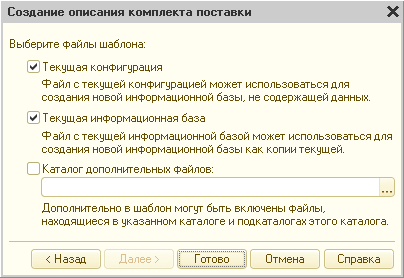 Создание описания комплекта поставки
Выберите файлы шаблона:
Текущая конфигурация
Файл с текущей конфигурацией может использоваться для
создания новой информационной базы, не содержащей данных.
Текущая информационная база
Файл с текущей информационной базой может использоваться для
создания новой информационной базы как копии текущей.
Каталог дополнительных файлов:
...
Дополнительно в шаблон могут быть включены файлы,
находящиеся в указанном каталоге и подкаталогах этого каталога.
< Назад Далее > Готово Отмена Справка